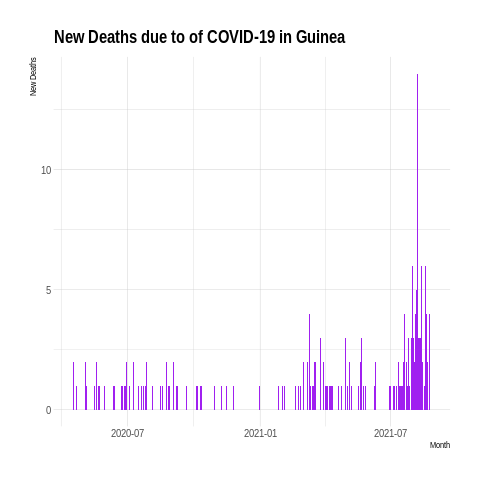 New Deaths due to of COVID-19 in Guinea
New Deaths
10
5
0
2020-07
2021-01
2021-07
Month